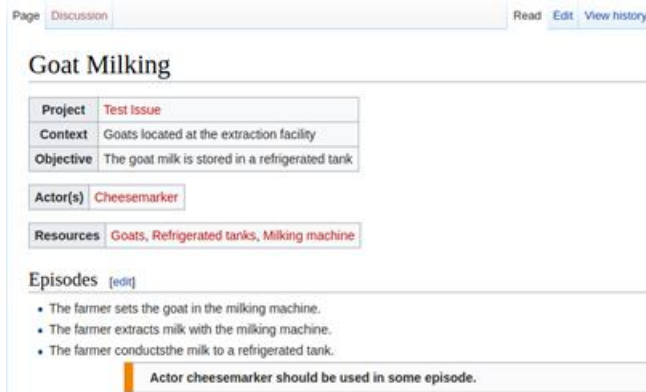 Page Discussion Read Edit View history
Goat Milking
Project Test Issue
Context Goats located at the extraction facility
Objective The goat milk is stored in a refrigerated tank
Actor(s) Cheesemarker
Resources Goats, Refrigerated tanks, Milking machine
Episodes [edit]
• The farmer sets the goat in the milking machine.
• The farmer extracts milk with the milking machine.
• The farmer conductsthe milk to a refrigerated tank.
Actor cheesemarker should be used in some episode.